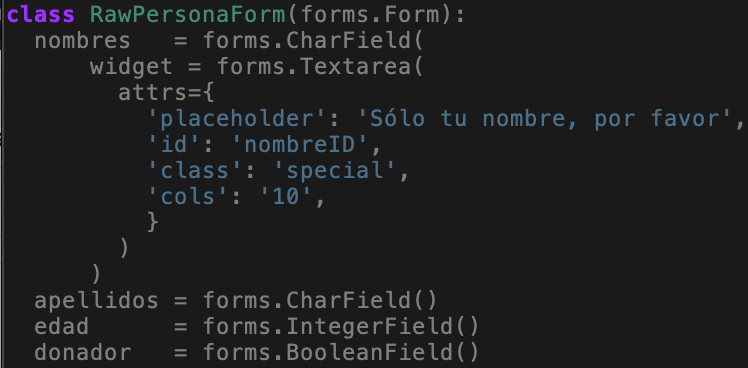 class RawPersonaForm(forms.Form):
  nombres   = forms.CharField(
      widget = forms.Textarea(
        attrs={
          'placeholder': 'Sólo tu nombre, por favor',
          'id': 'nombreID',
          'class': 'special',
          'cols': '10',
          }
        )
      )
  apellidos = forms.CharField()
  edad      = forms.IntegerField()
  donador   = forms.BooleanField()